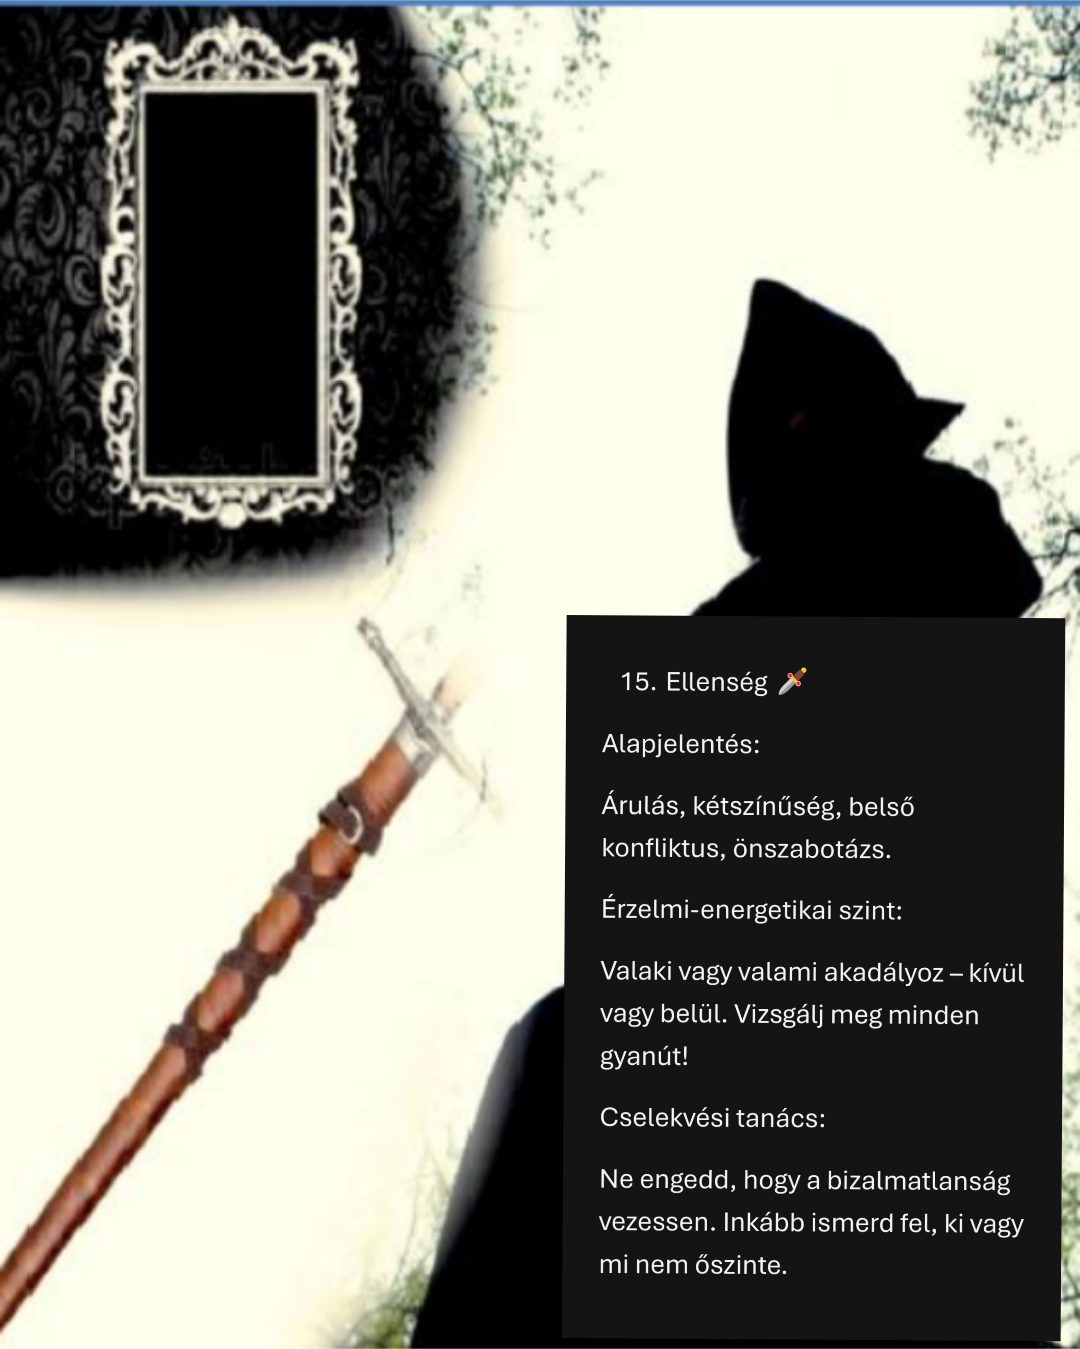 15. Ellenség 🗡️
Alapjelentés:
Árulás, kétszínűség, belső
konfliktus, önszabotázs.
Érzelmi-energetikai szint:
Valaki vagy valami akadályoz – kívül
vagy belül. Vizsgálj meg minden
gyanút!
Cselekvési tanács:
Ne engedd, hogy a bizalmatlanság
vezessen. Inkább ismerd fel, ki vagy
mi nem őszinte.